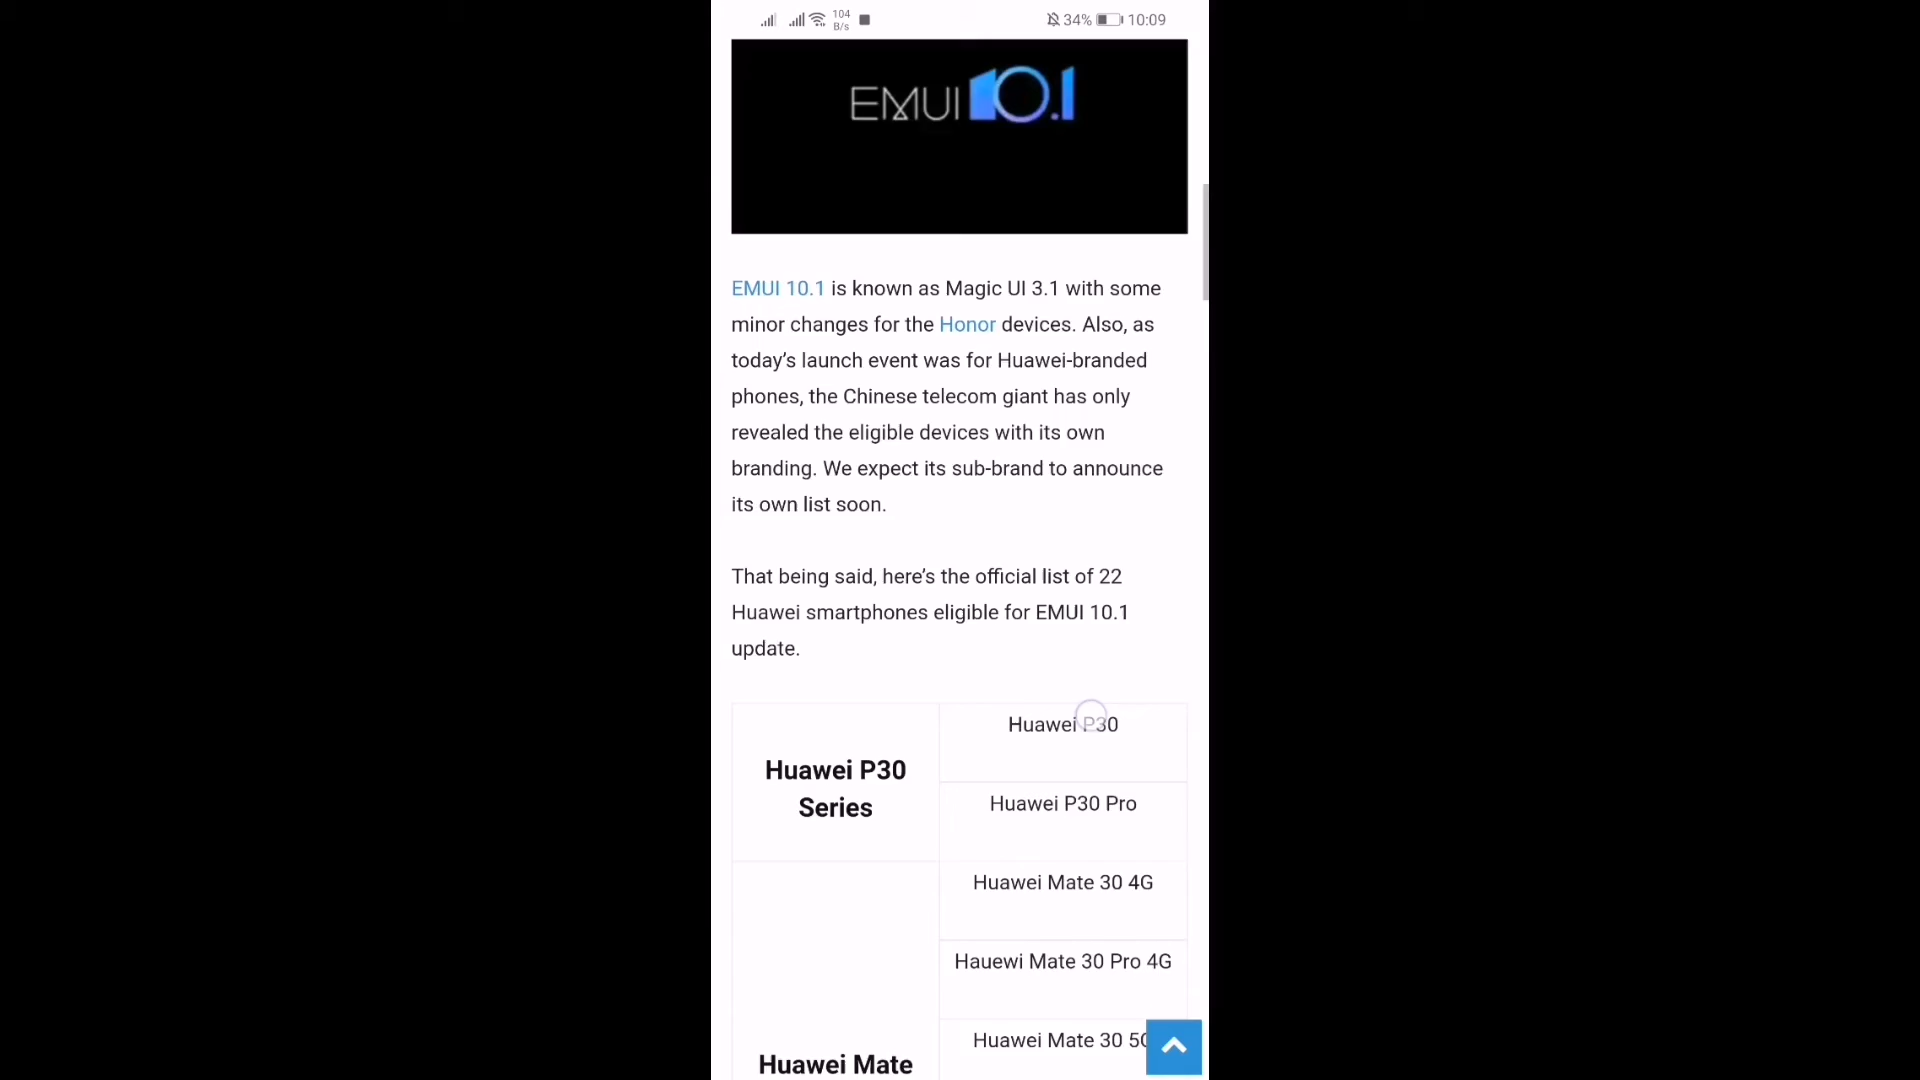 104
B/s
34%
10:09
EMUI 10.1
EMUI 10.1 is known as Magic UI 3.1 with some
minor changes for the Honor devices. Also, as
today’s launch event was for Huawei-branded
phones, the Chinese telecom giant has only
revealed the eligible devices with its own
branding. We expect its sub-brand to announce
its own list soon.
That being said, here’s the official list of 22
Huawei smartphones eligible for EMUI 10.1
update.
Huawei P30
Series
Huawei P30
Huawei P30 Pro
Huawei Mate
Huawei Mate 30 4G
Hauewi Mate 30 Pro 4G
Huawei Mate 30 5